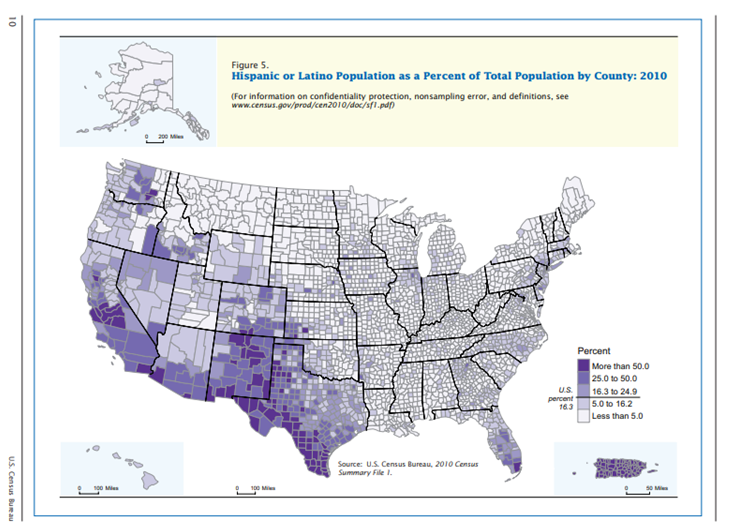 10
Figure 5.
Hispanic or Latino Population as a Percent of Total Population by County: 2010
(For information on confidentiality protection, nonsampling error, and definitions, see
www.census.gov/prod/cen2010/doc/sf1.pdf)
0 200 Miles
Percent
More than 50.0
25.0 to 50.0
16.3 to 24.9
5.0 to 16.2
Less than 5.0
U.S.
percent
16.3
Source: U.S. Census Bureau, 2010 Census
Summary File 1.
0 100 Miles
0 100 Miles
0 50 Miles
U.S. Census Bureau